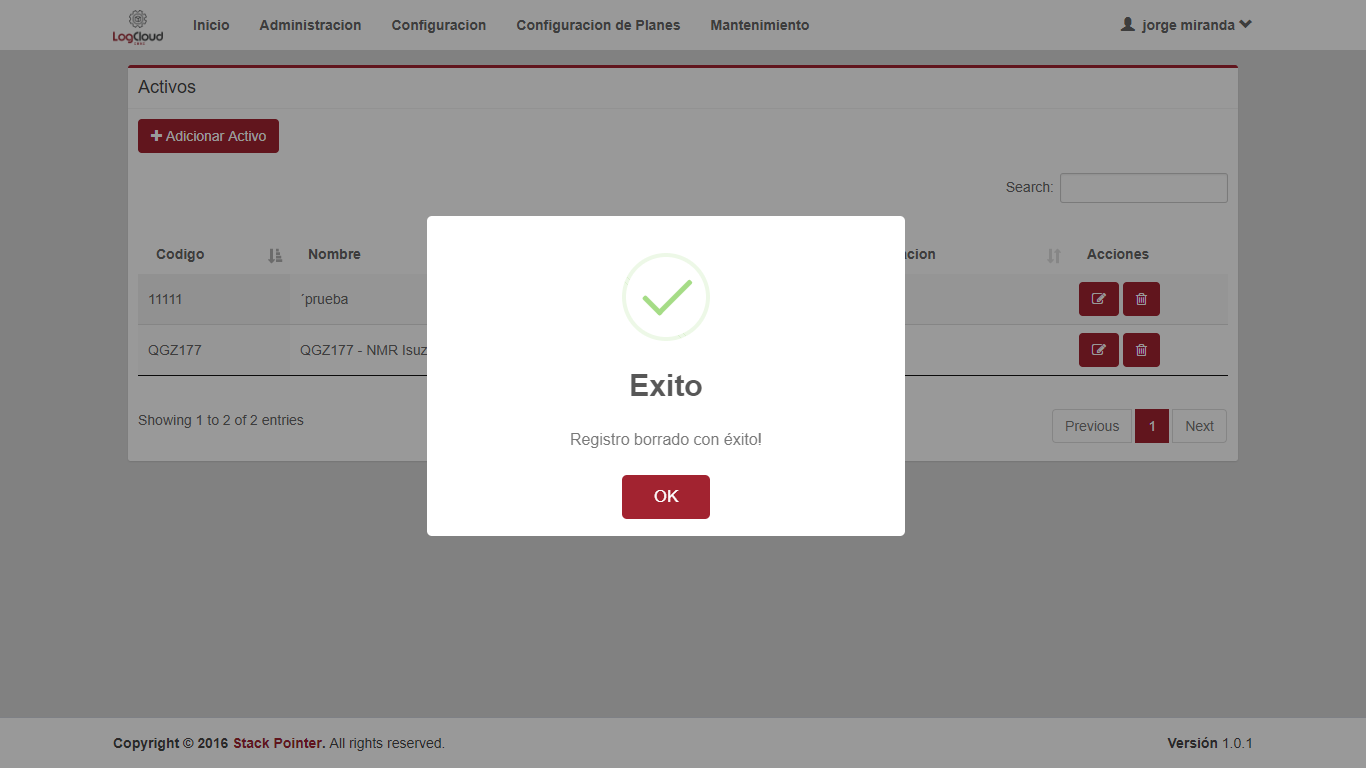 LogCloud
Inicio Administracion Configuracion Configuracion de Planes Mantenimiento jorge miranda
Activos
Adicionar Activo
Search:
Codigo Nombre cion Acciones
11111 ´prueba
QGZ177 QGZ177 - NMR Isuz
Showing 1 to 2 of 2 entries
Previous 1 Next
Exito
Registro borrado con éxito!
OK
Copyright © 2016 Stack Pointer. All rights reserved.
Versión 1.0.1